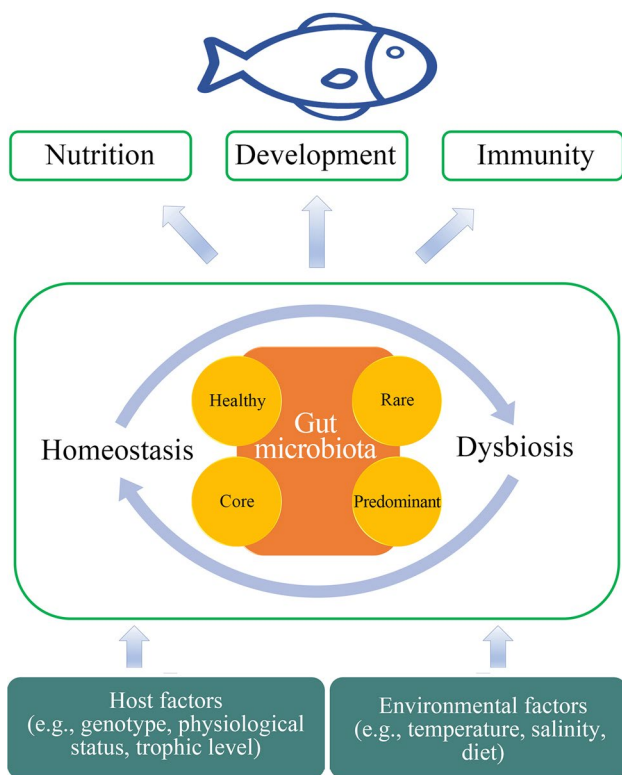 Nutrition
Development
Immunity
Healthy
Rare
Gut
microbiota
Homeostasis
Dysbiosis
Core
Predominant
Host factors
(e.g., genotype, physiological
status, trophic level)
Environmental factors
(e.g., temperature, salinity,
diet)